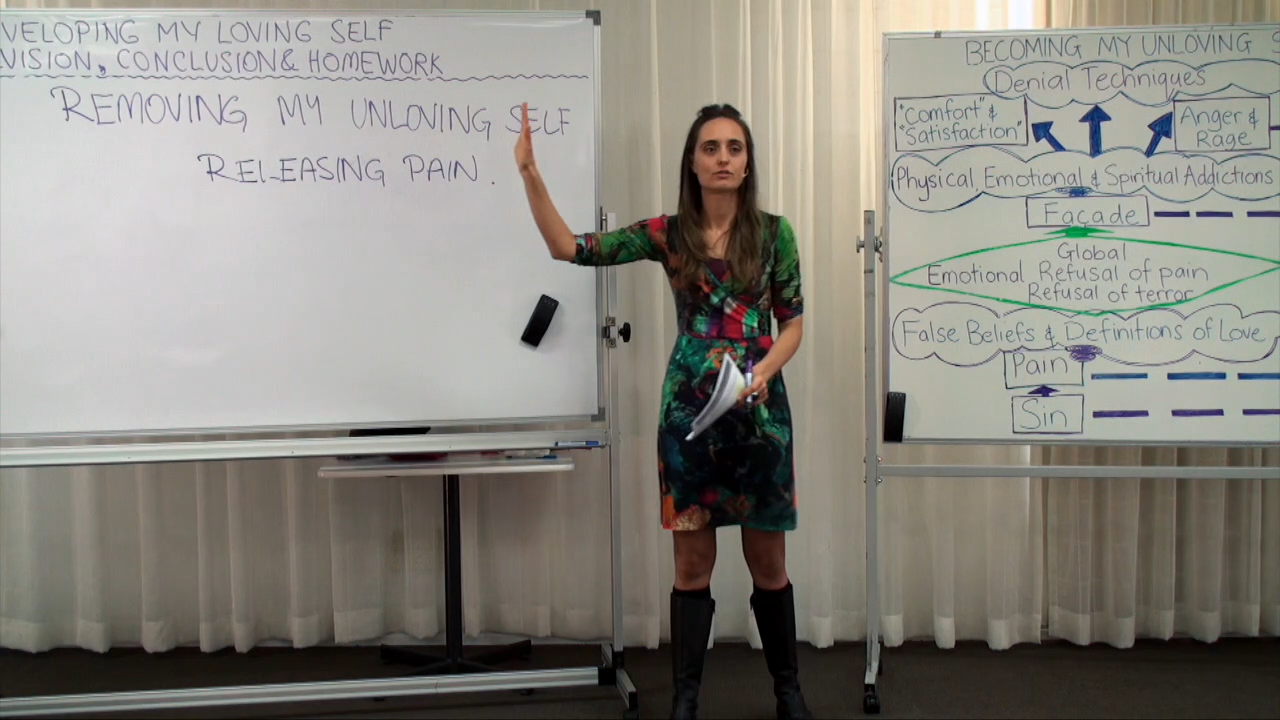 VELOPING MY LOVING SELF
VISION, CONCLUSION & HOMEWORK
REMOVING MY UNLOVING SELF
RELEASING PAIN.
BECOMING MY UNLOVING S
Denial Techniques
"Comfort" &
"Satisfaction"
Anger &
Rage
Physical, Emotional & Spiritual Addictions
Façade
Global
Emotional Refusal of pain
Refusal of terror
False Beliefs & Definitions of Love
Pain
Sin